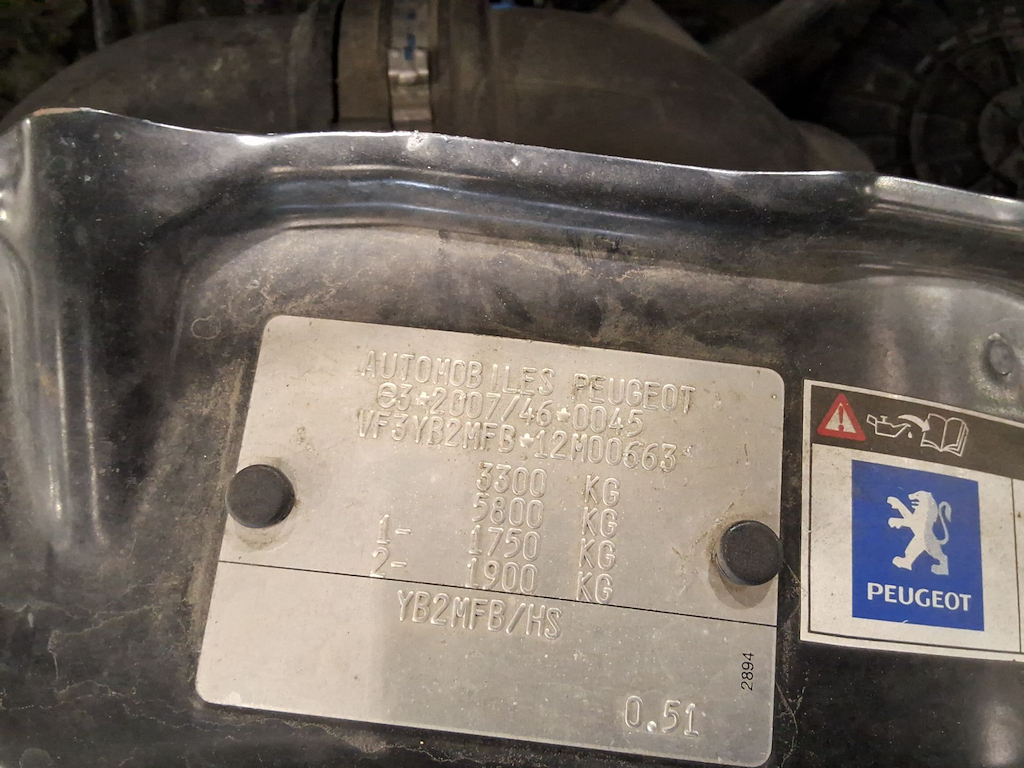 AUTOMOBILES PEUGEOT
e3*2007/46*0045
VF3YB2MFB*12M00663*
3300 KG
5800 KG
1- 1750 KG
2- 1900 KG
YB2MFB/HS
2894
0.51
PEUGEOT